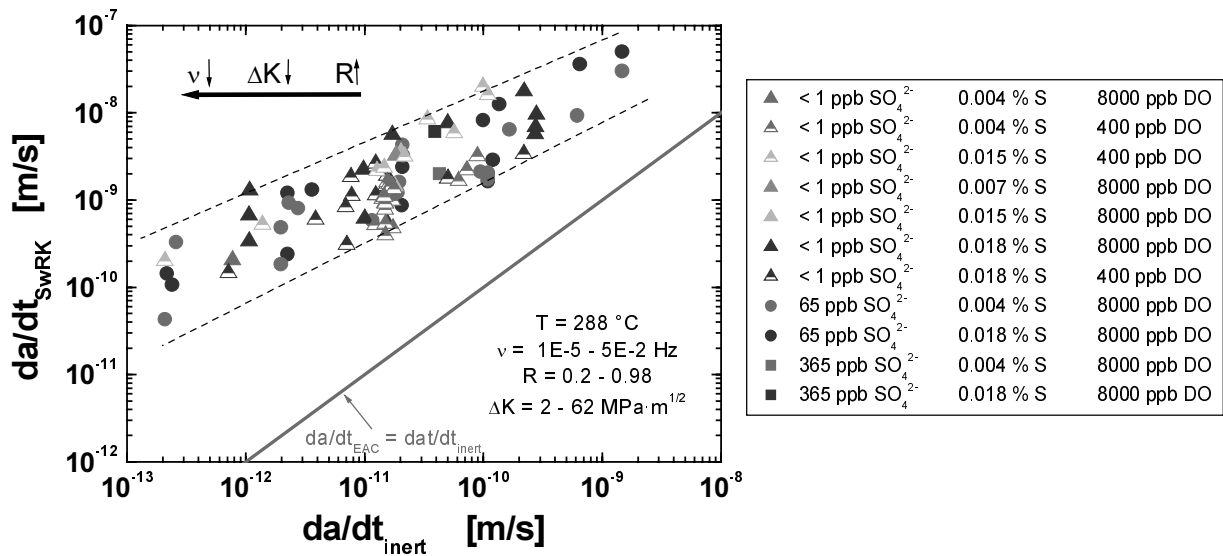 10⁻⁷
10⁻⁸
10⁻⁹
10⁻¹⁰
10⁻¹¹
10⁻¹²
da/dt_SwRK [m/s]
ν↓ ΔK↓ R↑
T = 288 °C
ν = 1E-5 - 5E-2 Hz
R = 0.2 - 0.98
ΔK = 2 - 62 MPa·m^1/2
da/dt_EAC = dat/dt_inert
10⁻¹³ 10⁻¹² 10⁻¹¹ 10⁻¹⁰ 10⁻⁹ 10⁻⁸
da/dt_inert [m/s]
< 1 ppb SO₄²⁻ 0.004 % S 8000 ppb DO
< 1 ppb SO₄²⁻ 0.004 % S 400 ppb DO
< 1 ppb SO₄²⁻ 0.015 % S 400 ppb DO
< 1 ppb SO₄²⁻ 0.007 % S 8000 ppb DO
< 1 ppb SO₄²⁻ 0.015 % S 8000 ppb DO
< 1 ppb SO₄²⁻ 0.018 % S 8000 ppb DO
< 1 ppb SO₄²⁻ 0.018 % S 400 ppb DO
65 ppb SO₄²⁻ 0.004 % S 8000 ppb DO
65 ppb SO₄²⁻ 0.018 % S 8000 ppb DO
365 ppb SO₄²⁻ 0.004 % S 8000 ppb DO
365 ppb SO₄²⁻ 0.018 % S 8000 ppb DO